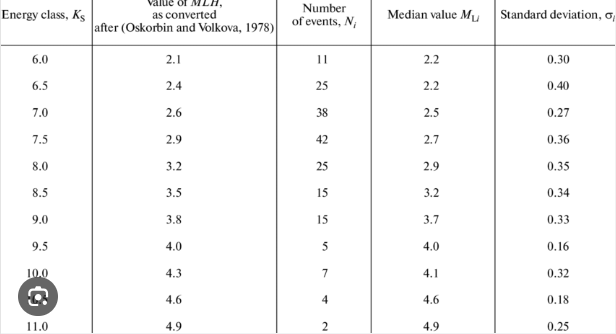 Energy class, KS Value of MLH, as converted after (Oskorbin and Volkova, 1978) Number of events, Ni Median value MLi Standard deviation, σi
6.0 2.1 11 2.2 0.30
6.5 2.4 25 2.2 0.40
7.0 2.6 38 2.5 0.27
7.5 2.9 42 2.7 0.36
8.0 3.2 25 2.9 0.35
8.5 3.5 15 3.2 0.34
9.0 3.8 15 3.7 0.33
9.5 4.0 5 4.0 0.16
10.0 4.3 7 4.1 0.32
4.6 4 4.6 0.18
11.0 4.9 2 4.9 0.25